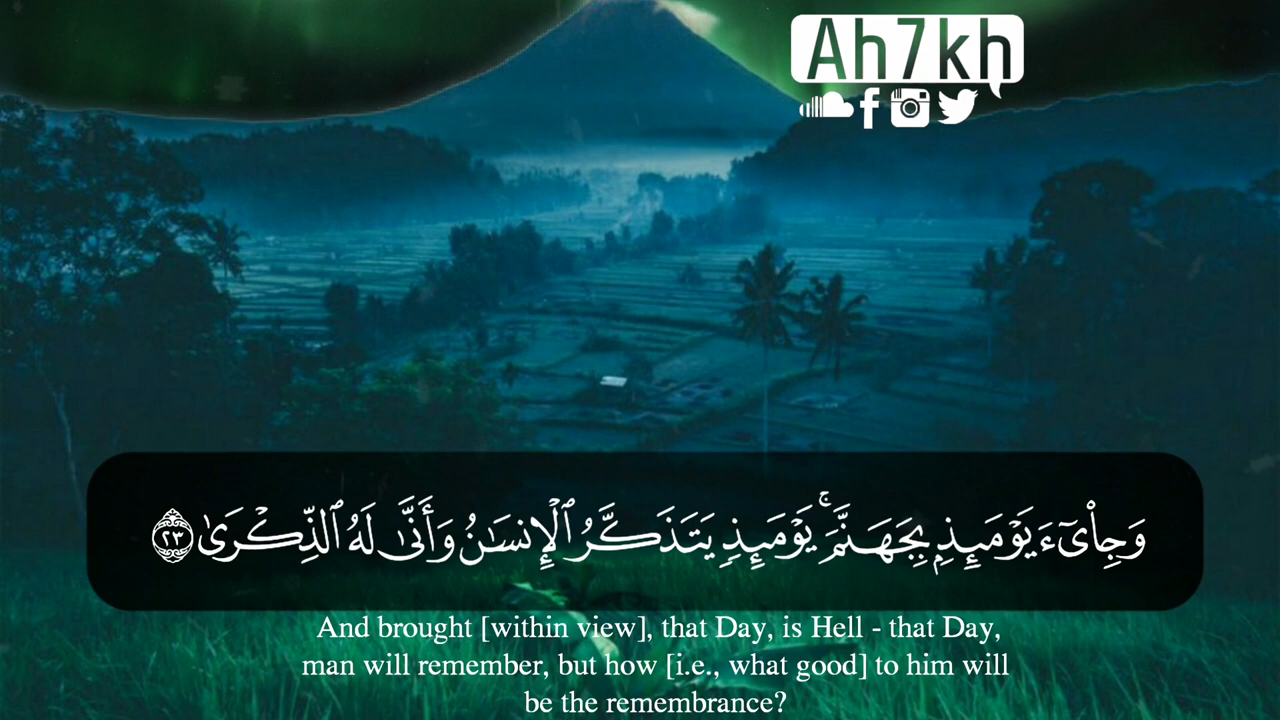 Ah7kh
وَجِا۟ىٓءَ يَوْمَئِذٍۭ بِجَهَنَّمَ ۚ يَوْمَئِذٍ يَتَذَكَّرُ ٱلْإِنسَـٰنُ وَأَنَّىٰ لَهُ ٱلذِّكْرَىٰ ٢٣
And brought [within view], that Day, is Hell - that Day,
man will remember, but how [i.e., what good] to him will
be the remembrance?